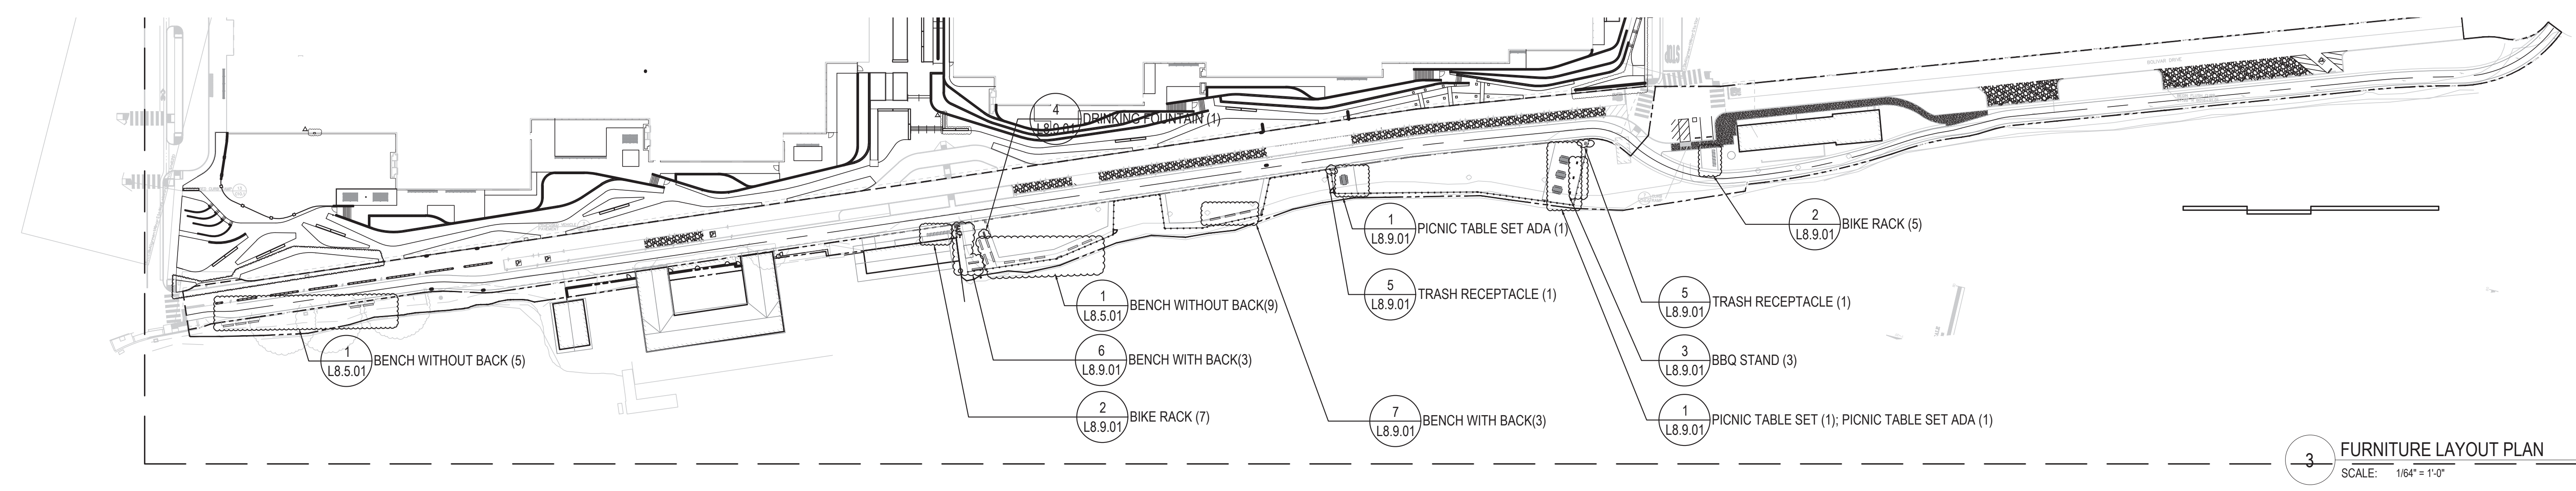 STOP
BOLIVAR DRIVE
4
L8.9.01
DRINKING FOUNTAIN (1)
1
L8.9.01
PICNIC TABLE SET ADA (1)
2
L8.9.01
BIKE RACK (5)
5
L8.9.01
TRASH RECEPTACLE (1)
5
L8.9.01
TRASH RECEPTACLE (1)
1
L8.5.01
BENCH WITHOUT BACK(9)
1
L8.5.01
BENCH WITHOUT BACK (5)
6
L8.9.01
BENCH WITH BACK(3)
3
L8.9.01
BBQ STAND (3)
2
L8.9.01
BIKE RACK (7)
7
L8.9.01
BENCH WITH BACK(3)
1
L8.9.01
PICNIC TABLE SET (1); PICNIC TABLE SET ADA (1)
3
FURNITURE LAYOUT PLAN
SCALE: 1/64" = 1'-0"